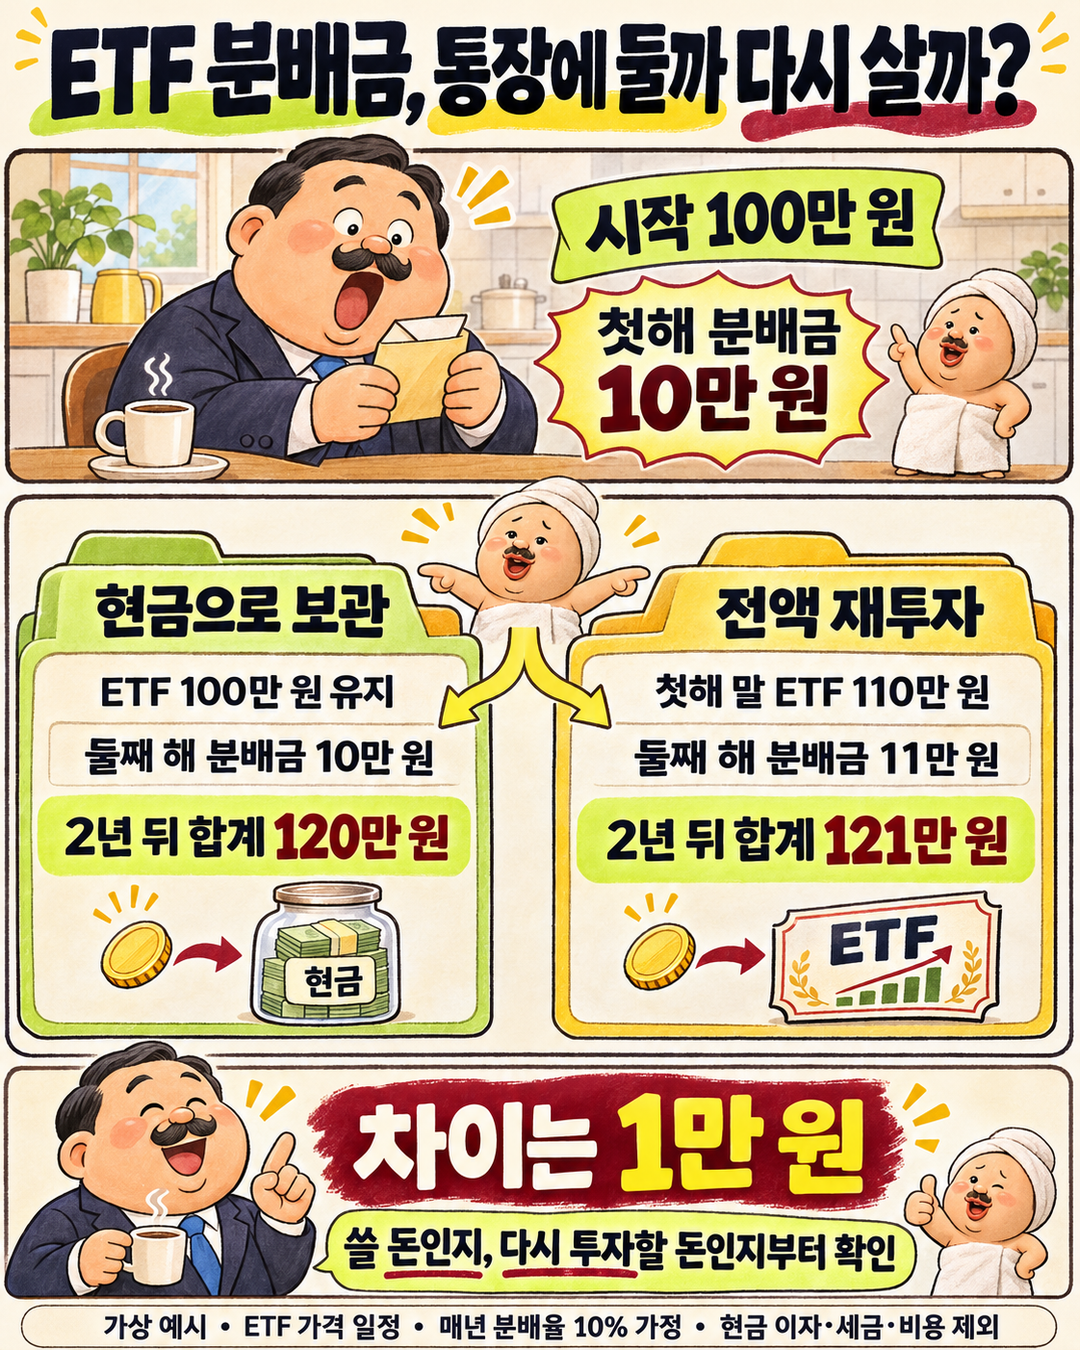 ETF 분배금, 통장에 둘까 다시 살까?
시작 100만 원
첫해 분배금
10만 원
현금으로 보관
ETF 100만 원 유지
둘째 해 분배금 10만 원
2년 뒤 합계 120만 원
현금
전액 재투자
첫해 말 ETF 110만 원
둘째 해 분배금 11만 원
2년 뒤 합계 121만 원
ETF
차이는 1만 원
쓸 돈인지, 다시 투자할 돈인지부터 확인
가상 예시 • ETF 가격 일정 • 매년 분배율 10% 가정 • 현금 이자·세금·비용 제외